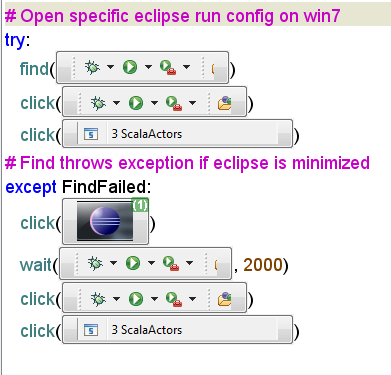 # Open specific eclipse run config on win7
try:
find( )
click( )
click( 3 ScalaActors )
# Find throws exception if eclipse is minimized
except FindFailed:
click( (1) )
wait( , 2000)
click( )
click( 3 ScalaActors )